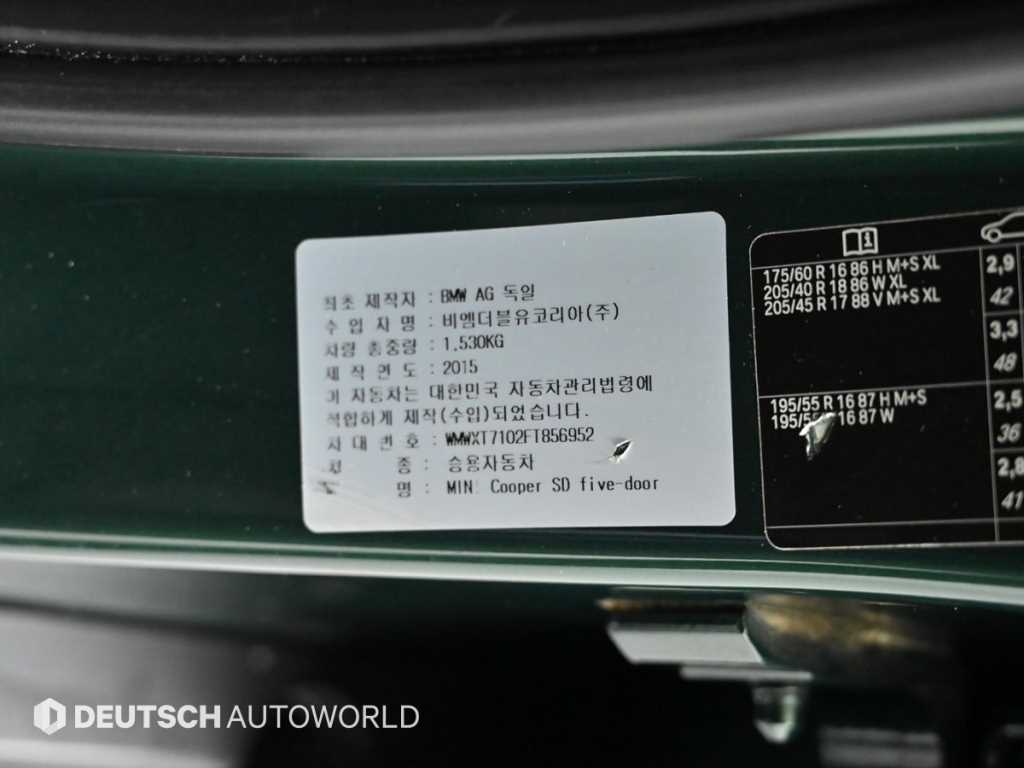 최초 제작자 : BMW AG 독일
수 입 자 명 : 비엠더블유코리아(주)
차량 총중량 : 1,530KG
제 작 연 도 : 2015
이 자동차는 대한민국 자동차관리법령에
적합하게 제작(수입)되었습니다.
차 대 번 호 : WMWXT7102FT856952
종 : 승용자동차
명 : MINI Cooper SD five-door
175/60 R 16 86 H M+S XL
205/40 R 18 86 W XL
205/45 R 17 88 V M+S XL
2,9
42
3,3
48
195/55 R 16 87 H M+S
16 87 W
2,5
36
2,8
41
DEUTSCH AUTOWORLD